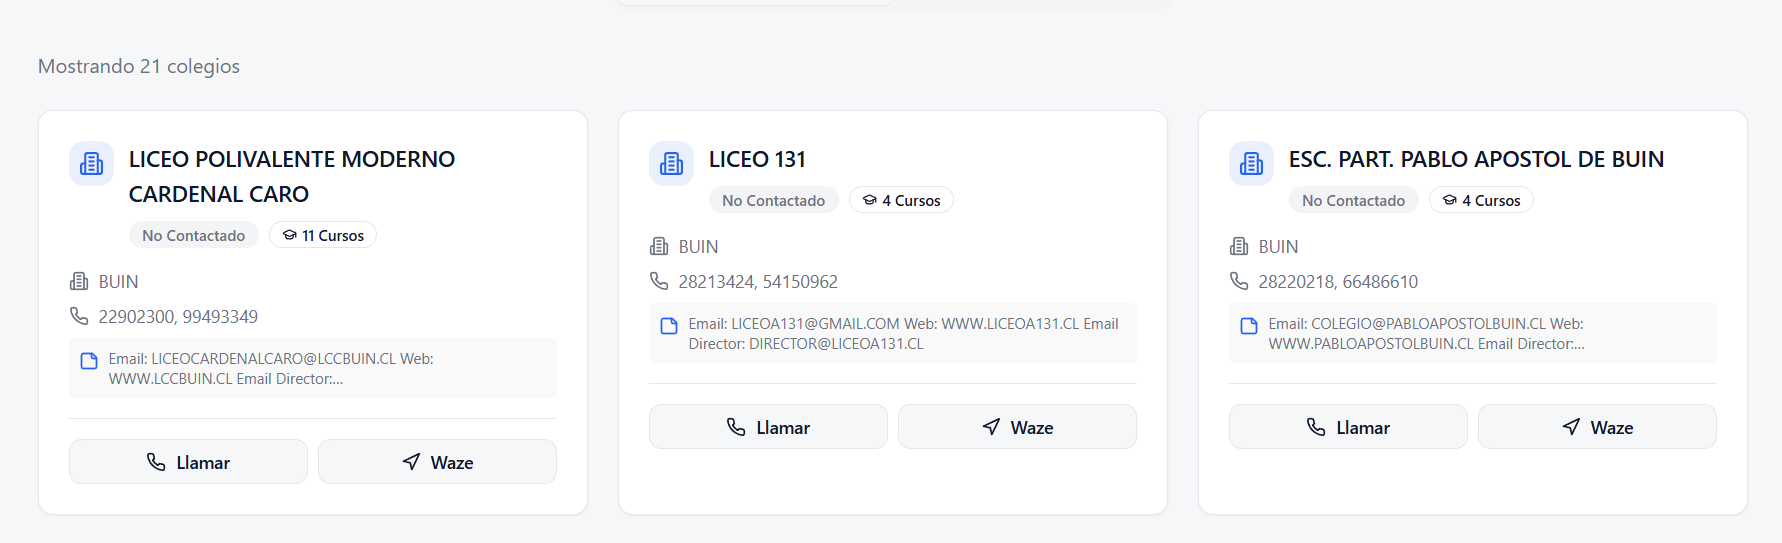 Mostrando 21 colegios
LICEO POLIVALENTE MODERNO
CARDENAL CARO
No Contactado
11 Cursos
BUIN
22902300, 99493349
Email: LICEOCARDENALCARO@LCCBUIN.CL Web:
WWW.LCCBUIN.CL Email Director:...
Llamar
Waze
LICEO 131
No Contactado
4 Cursos
BUIN
28213424, 54150962
Email: LICEOA131@GMAIL.COM Web: WWW.LICEOA131.CL Email
Director: DIRECTOR@LICEOA131.CL
Llamar
Waze
ESC. PART. PABLO APOSTOL DE BUIN
No Contactado
4 Cursos
BUIN
28220218, 66486610
Email: COLEGIO@PABLOAPOSTOLBUIN.CL Web:
WWW.PABLOAPOSTOLBUIN.CL Email Director:...
Llamar
Waze